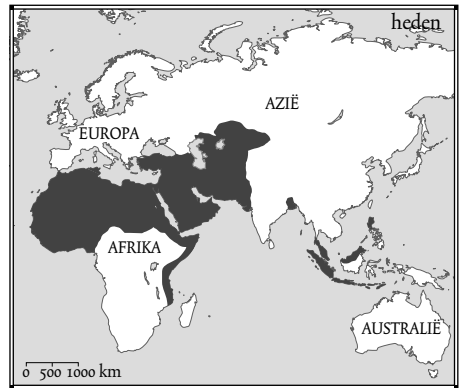 heden
AZIË
EUROPA
AFRIKA
AUSTRALIË
0 500 1000 km